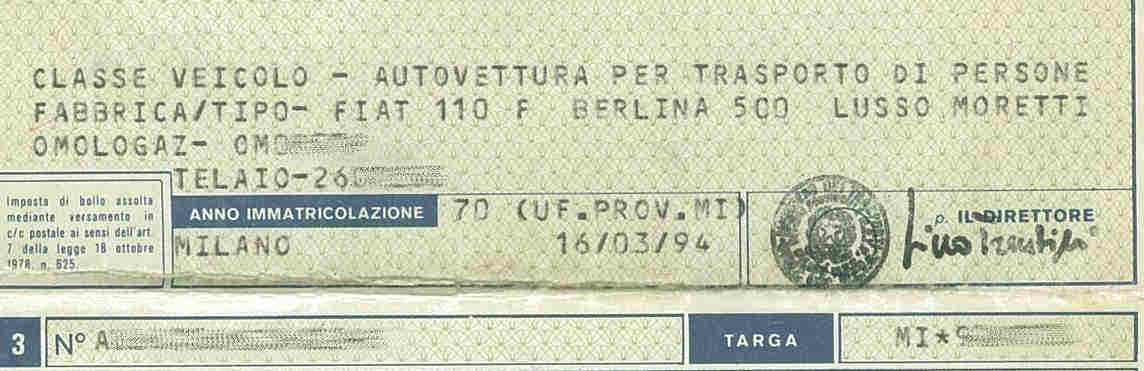 CLASSE VEICOLO - AUTOVETTURA PER TRASPORTO DI PERSONE
FABBRICA/TIPO- FIAT 110 F BERLINA 500 LUSSO MORETTI
OMOLOGAZ- OM
TELAIO-26
Imposta di bollo assolta
mediante versamento in
c/c postale ai sensi dell'art.
7 della legge 18 ottobre
1978, n. 625.
ANNO IMMATRICOLAZIONE 70 (UF.PROV.MI)
MILANO 16/03/94
p. IL DIRETTORE
3 N° A
TARGA MI*9